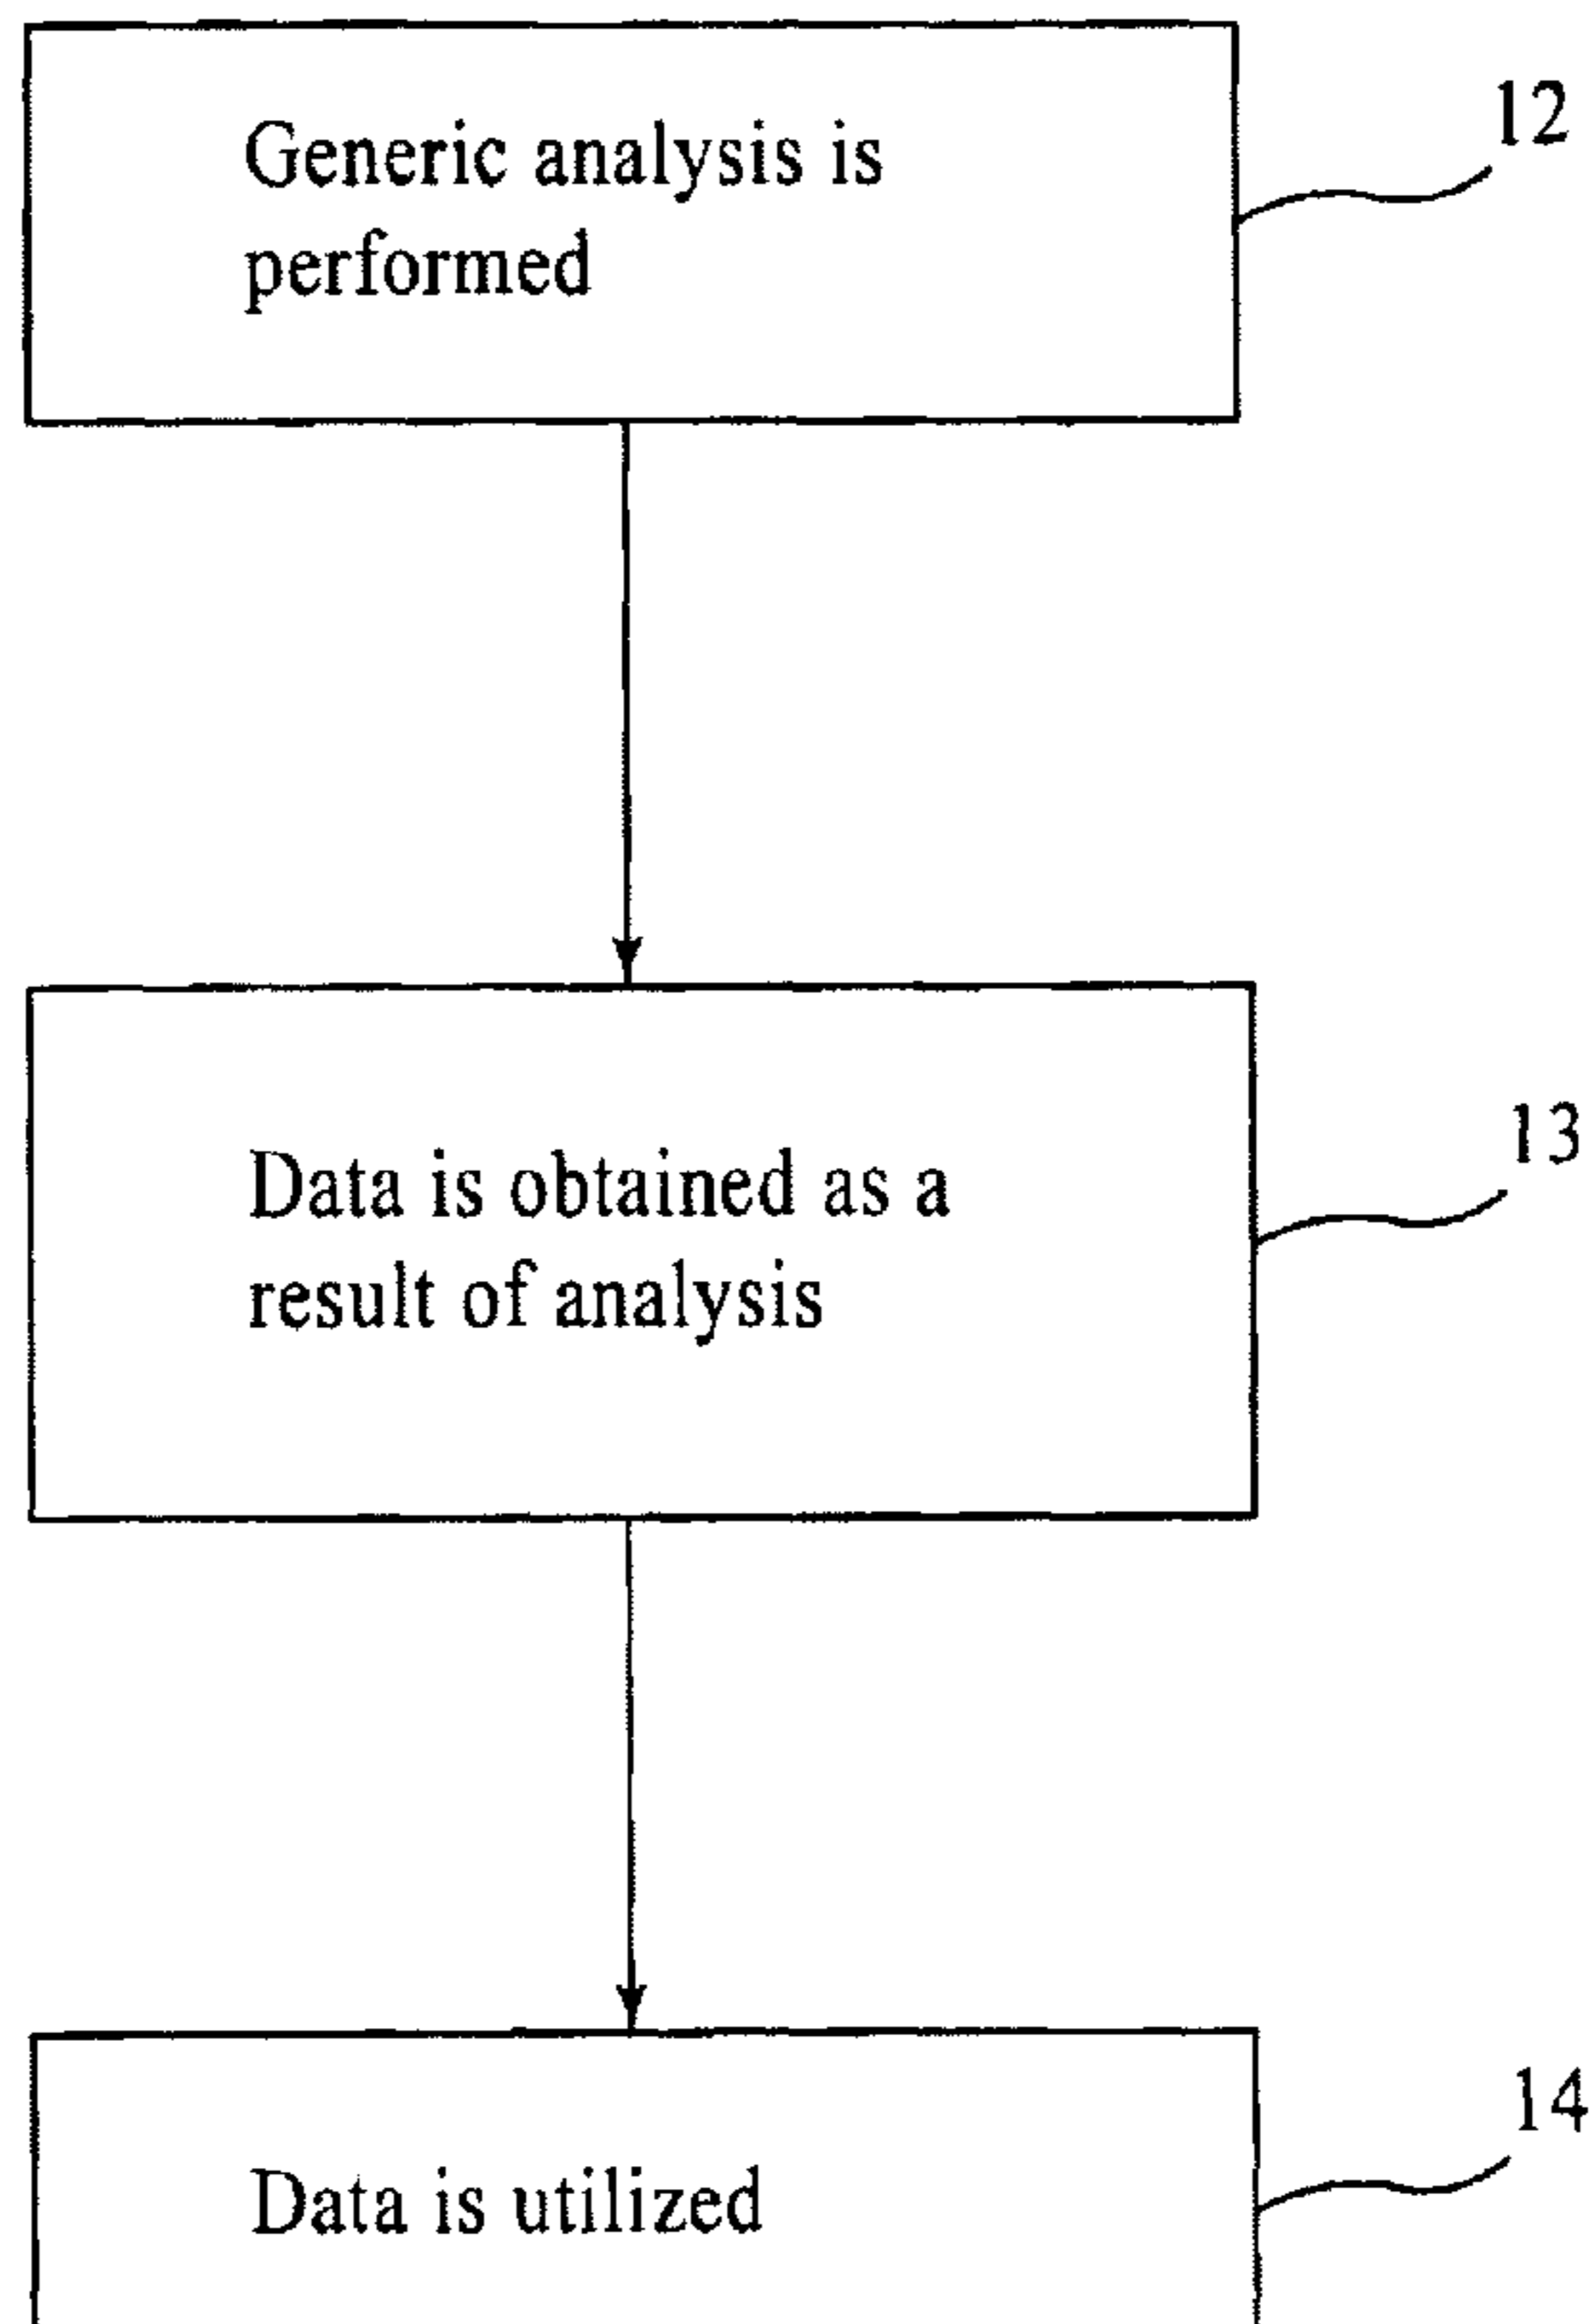 12
Generic analysis is
performed
13
Data is obtained as a
result of analysis
14
Data is utilized